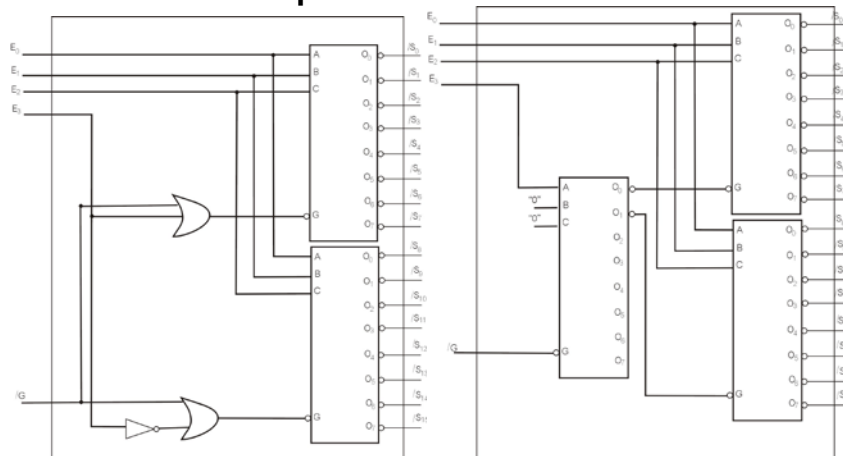 E0
E1
E2
E3
/G
A
B
C
G
O0
O1
O2
O3
O4
O5
O6
O7
/S0
/S1
/S2
/S3
/S4
/S5
/S6
/S7
A
B
C
G
O0
O1
O2
O3
O4
O5
O6
O7
/S8
/S9
/S10
/S11
/S12
/S13
/S14
/S15
E0
E1
E2
E3
/G
A
"0" B
"0" C
G
O0
O1
O2
O3
O4
O5
O6
O7
A
B
C
G
O0
O1
O2
O3
O4
O5
O6
O7
A
B
C
G
O0
O1
O2
O3
O4
O5
O6
O7